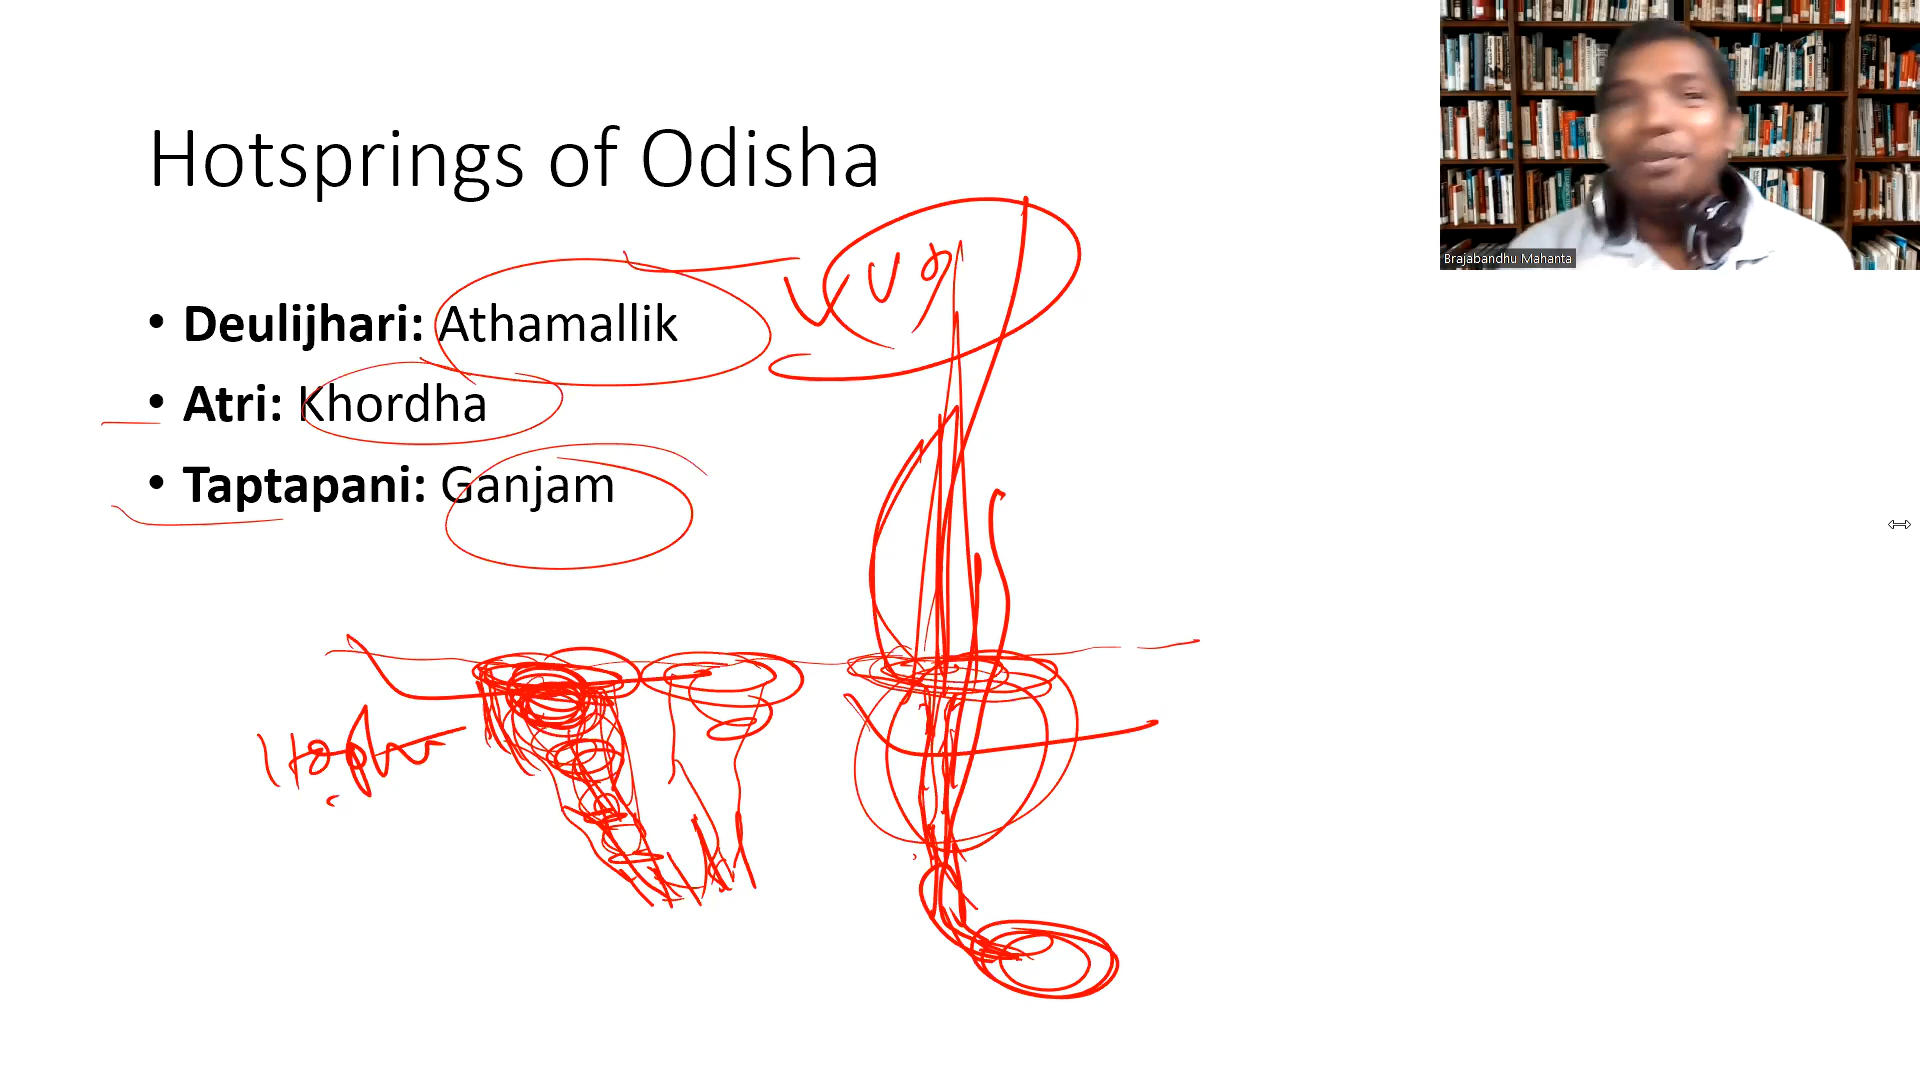 Hotsprings of Odisha
Brajabandhu Mahanta
• Deulijhari: Athamallik
• Atri: Khordha
• Taptapani: Ganjam